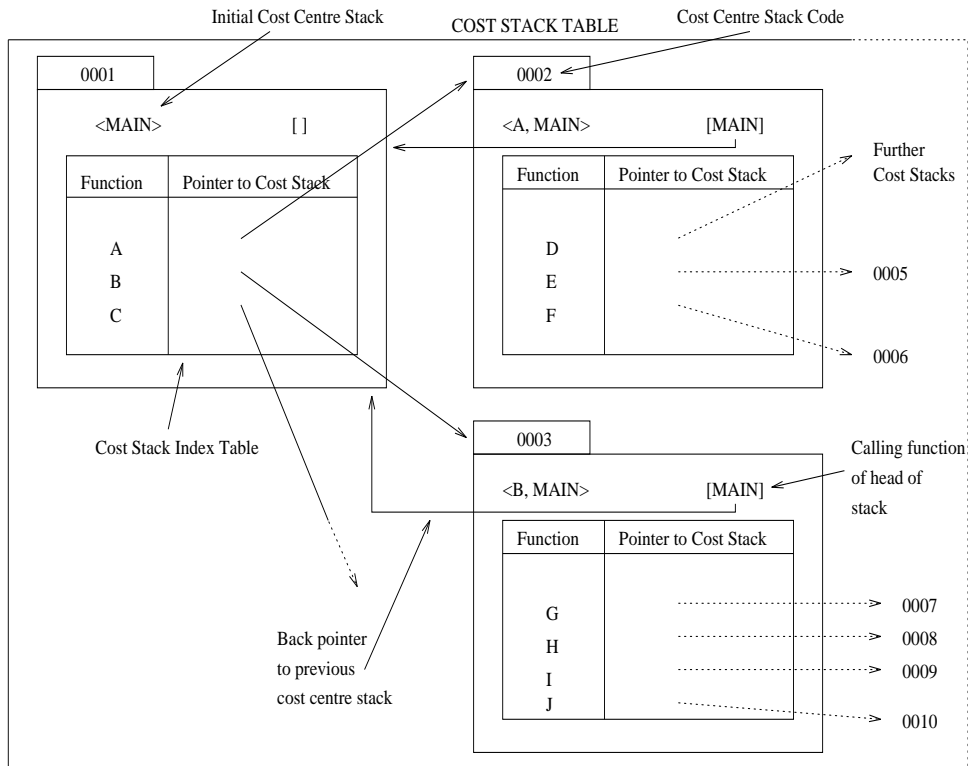 Initial Cost Centre Stack
Cost Centre Stack Code
COST STACK TABLE
0001
<MAIN>
[ ]
Function
Pointer to Cost Stack
A
B
C
Cost Stack Index Table
0002
<A, MAIN>
[MAIN]
Function
Pointer to Cost Stack
D
E
F
Further
Cost Stacks
0005
0006
0003
<B, MAIN>
[MAIN]
Calling function
of head of
stack
Function
Pointer to Cost Stack
G
H
I
J
0007
0008
0009
0010
Back pointer
to previous
cost centre stack